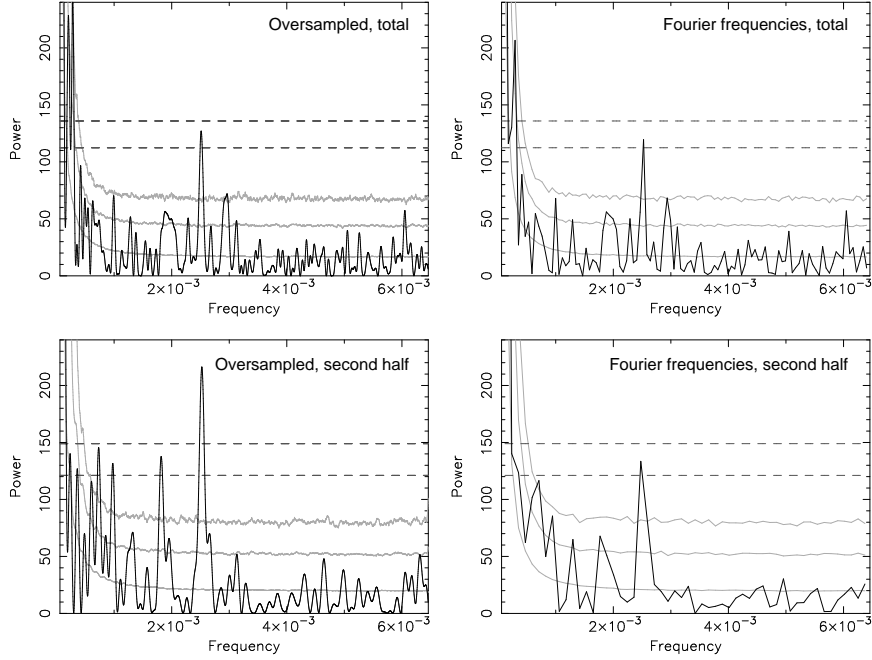 Oversampled, total
Power
0
50
100
150
200
2×10⁻³
4×10⁻³
6×10⁻³
Frequency
Fourier frequencies, total
Power
0
50
100
150
200
2×10⁻³
4×10⁻³
6×10⁻³
Frequency
Oversampled, second half
Power
0
50
100
150
200
2×10⁻³
4×10⁻³
6×10⁻³
Frequency
Fourier frequencies, second half
Power
0
50
100
150
200
2×10⁻³
4×10⁻³
6×10⁻³
Frequency